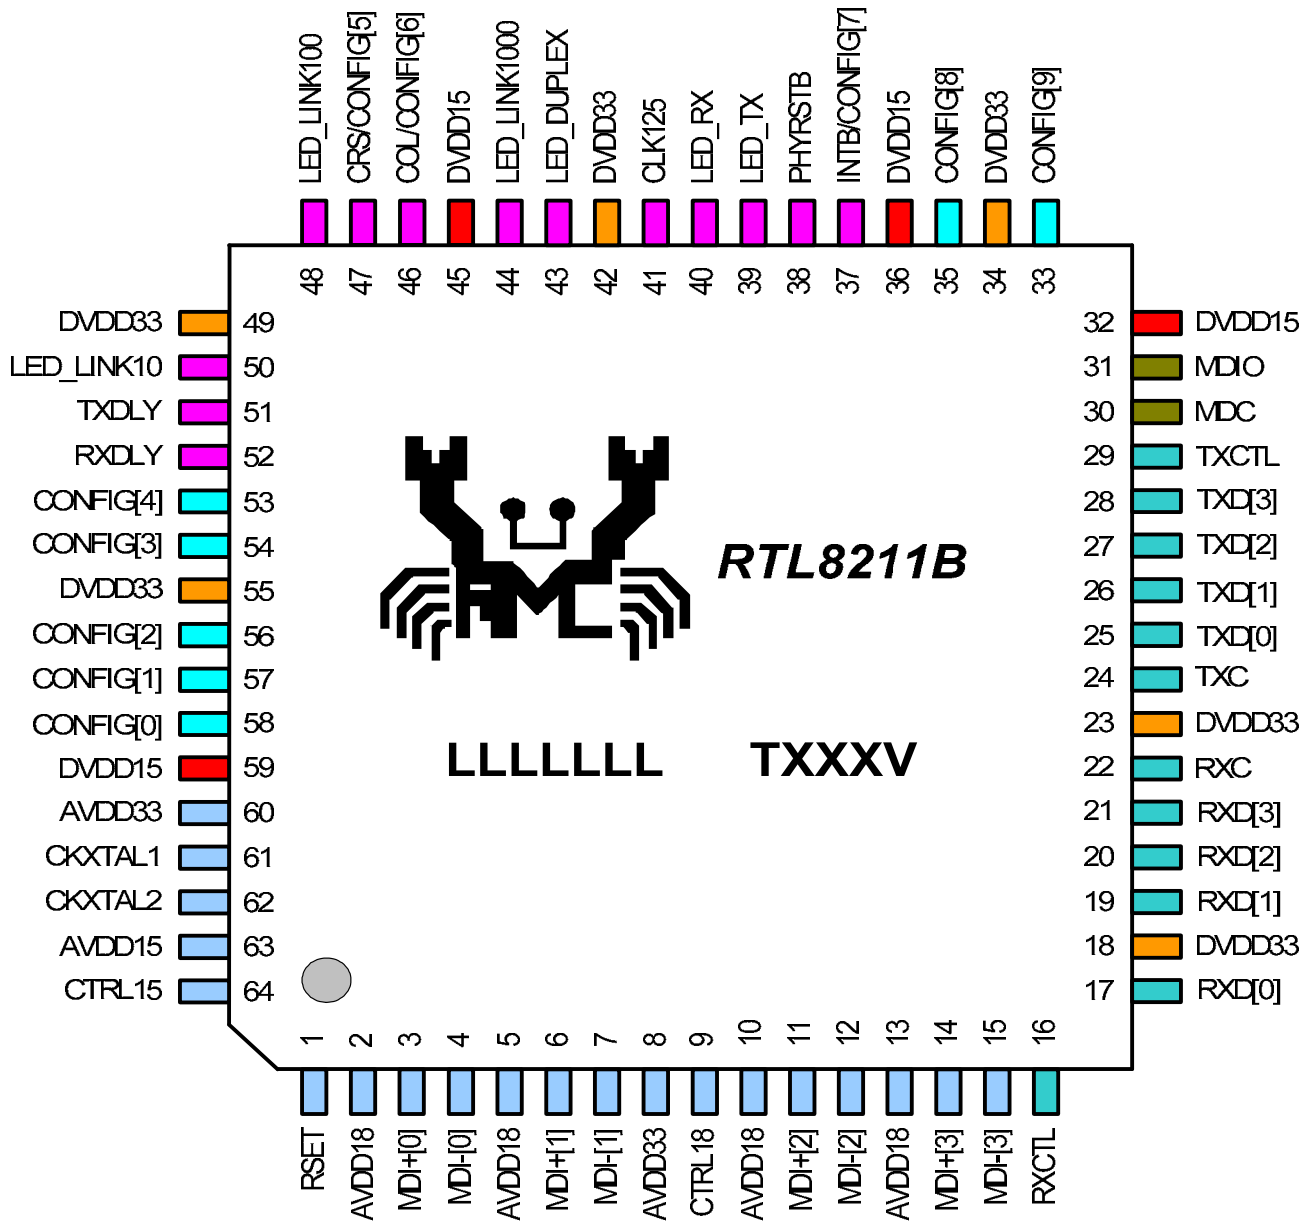 LED_LINK100
CRS/CONFIG[5]
COL/CONFIG[6]
DVDD15
LED_LINK1000
LED_DUPLEX
DVDD33
CLK125
LED_RX
LED_TX
PHYRSTB
INTB/CONFIG[7]
DVDD15
CONFIG[8]
DVDD33
CONFIG[9]
48 47 46 45 44 43 42 41 40 39 38 37 36 35 34 33
DVDD33 49
LED_LINK10 50
TXDLY 51
RXDLY 52
CONFIG[4] 53
CONFIG[3] 54
DVDD33 55
CONFIG[2] 56
CONFIG[1] 57
CONFIG[0] 58
DVDD15 59
AVDD33 60
CKXTAL1 61
CKXTAL2 62
AVDD15 63
CTRL15 64
RTL8211B
LLLLLLL TXXXV
32 DVDD15
31 MDIO
30 MDC
29 TXCTL
28 TXD[3]
27 TXD[2]
26 TXD[1]
25 TXD[0]
24 TXC
23 DVDD33
22 RXC
21 RXD[3]
20 RXD[2]
19 RXD[1]
18 DVDD33
17 RXD[0]
1 2 3 4 5 6 7 8 9 10 11 12 13 14 15 16
RSET
AVDD18
MDI+[0]
MDI-[0]
AVDD18
MDI+[1]
MDI-[1]
AVDD33
CTRL18
AVDD18
MDI+[2]
MDI-[2]
AVDD18
MDI+[3]
MDI-[3]
RXCTL